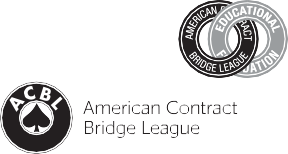 AMERICAN CONTRACT
BRIDGE LEAGUE
EDUCATIONAL
FOUNDATION
ACBL
American Contract
Bridge League